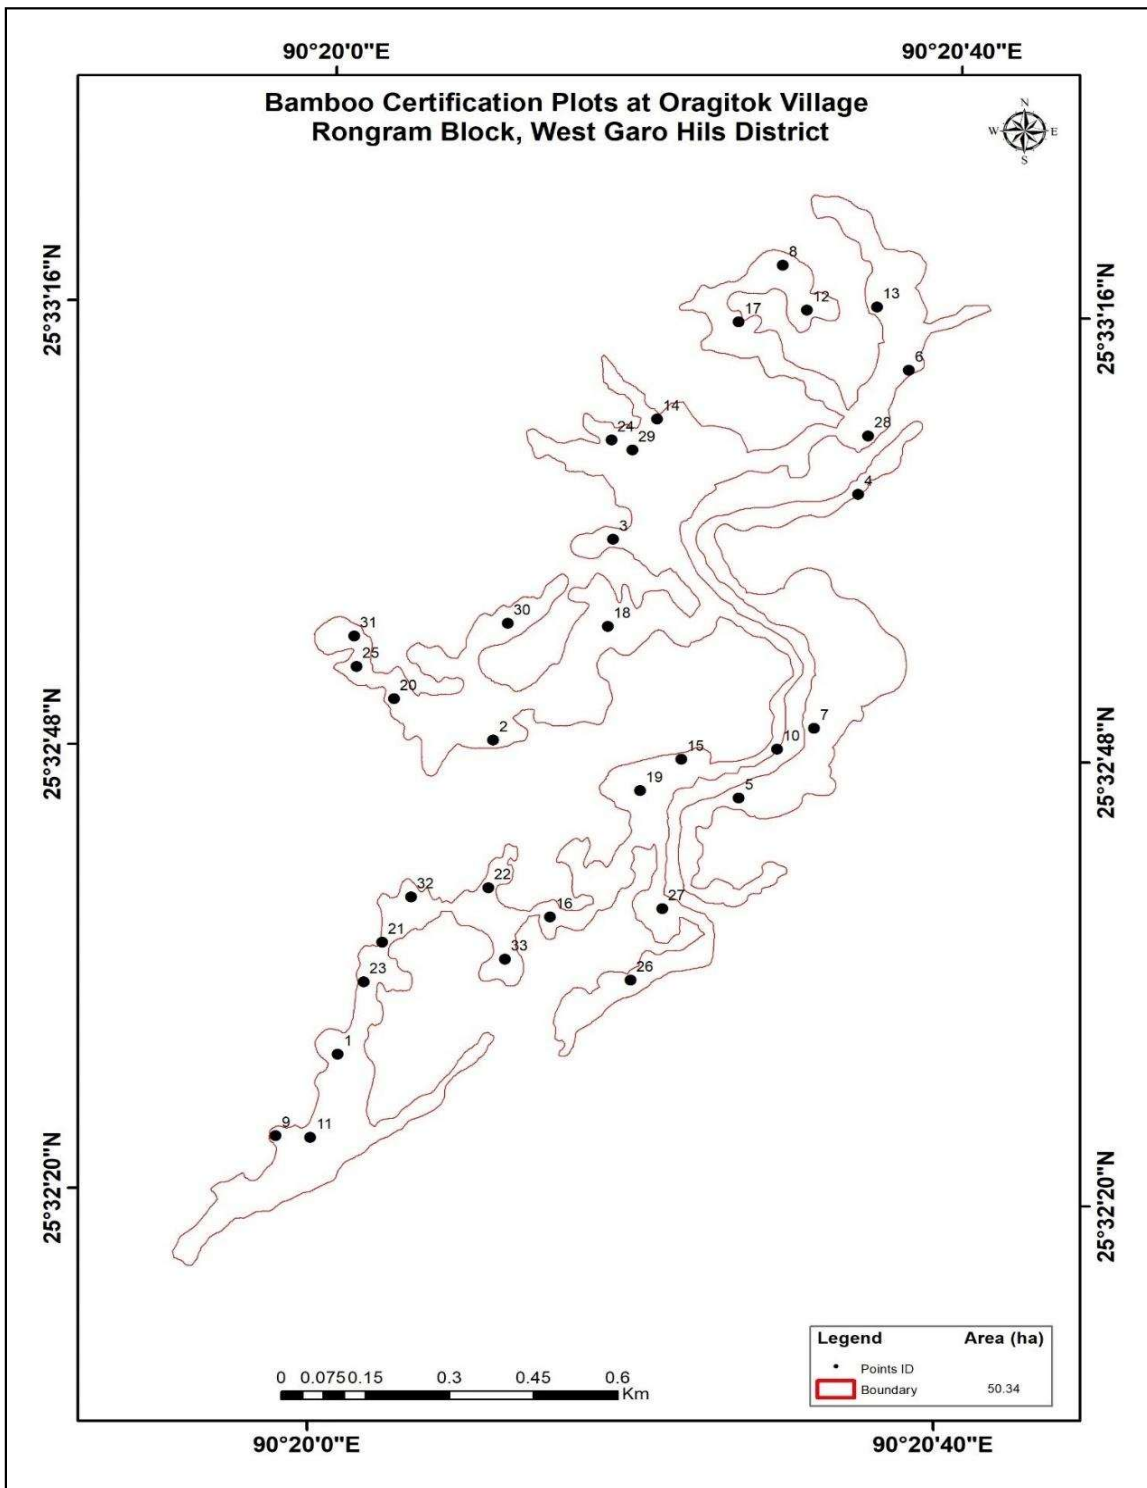 90°20'0"E
90°20'40"E
Bamboo Certification Plots at Oragitok Village
Rongram Block, West Garo Hils District
N
W
E
S
25°33'16"N
25°33'16"N
8
12
13
17
6
14
24
29
28
4
3
30
18
31
25
20
2
7
10
15
19
5
22
32
16
27
21
33
23
26
1
9
11
25°32'48"N
25°32'48"N
25°32'20"N
25°32'20"N
Legend
Area (ha)
Points ID
Boundary
50.34
0 0.075 0.15 0.3 0.45 0.6
Km
90°20'0"E
90°20'40"E